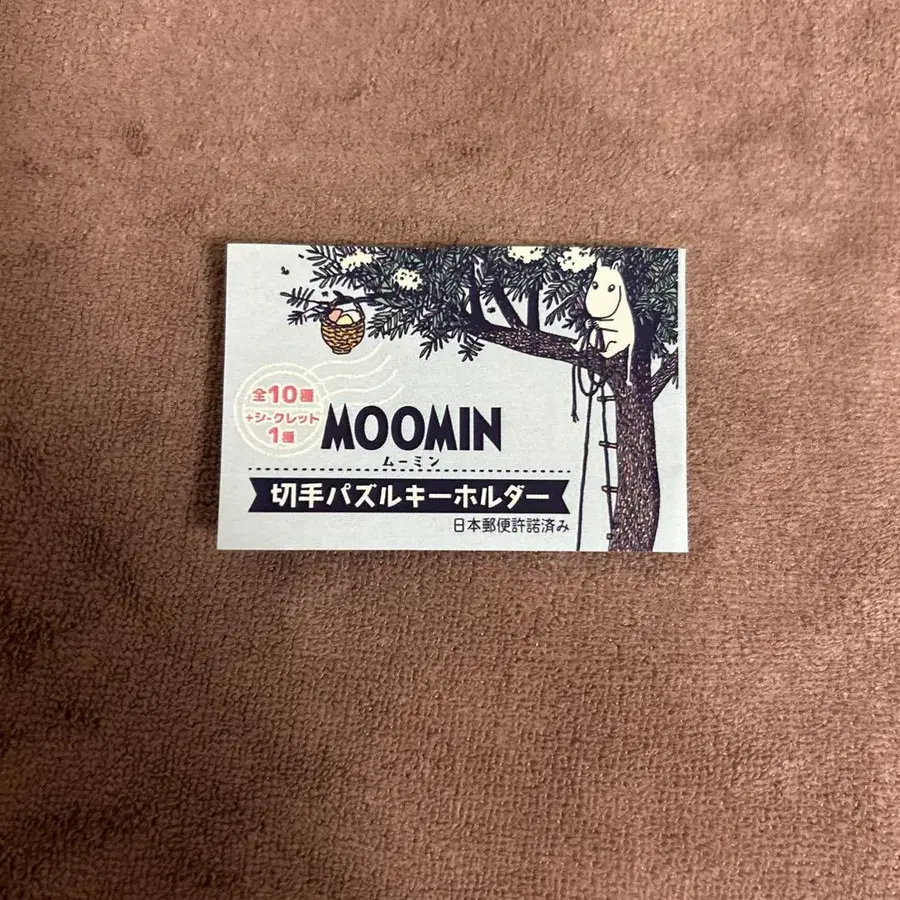 全10種
+シークレット
1種
MOOMIN
ムーミン
切手パズルキーホルダー
日本郵便許諾済み